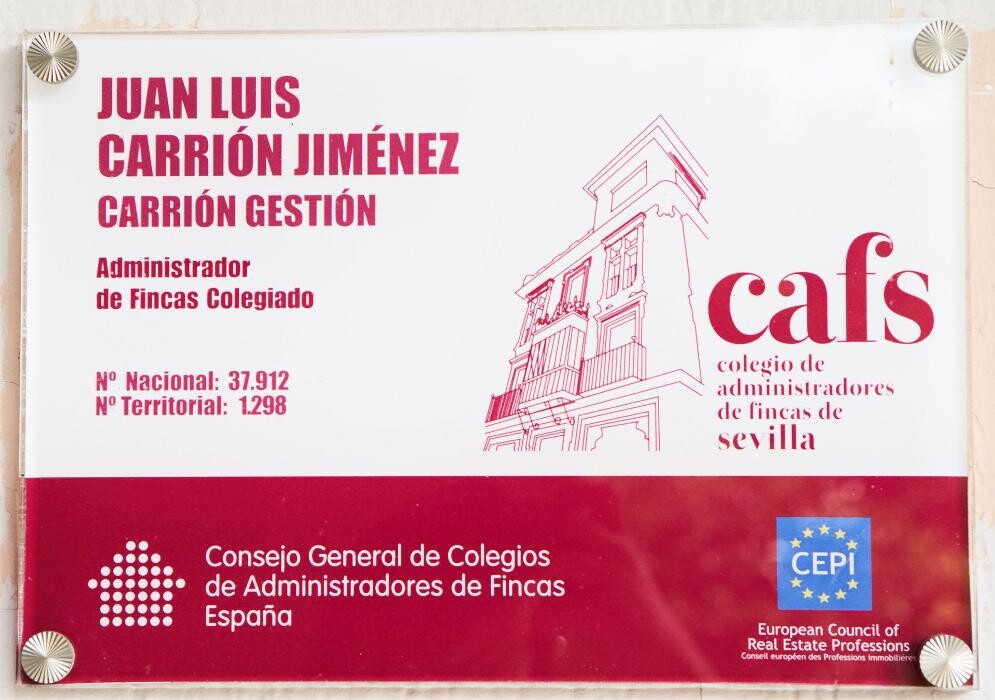 JUAN LUIS
CARRIÓN JIMÉNEZ
CARRIÓN GESTIÓN
Administrador
de Fincas Colegiado
Nº Nacional: 37.912
Nº Territorial: 1.298
cafs
colegio de
administradores
de fincas de
sevilla
Consejo General de Colegios
de Administradores de Fincas
España
CEPI
European Council of
Real Estate Professions
Conseil européen des Professions immobilières